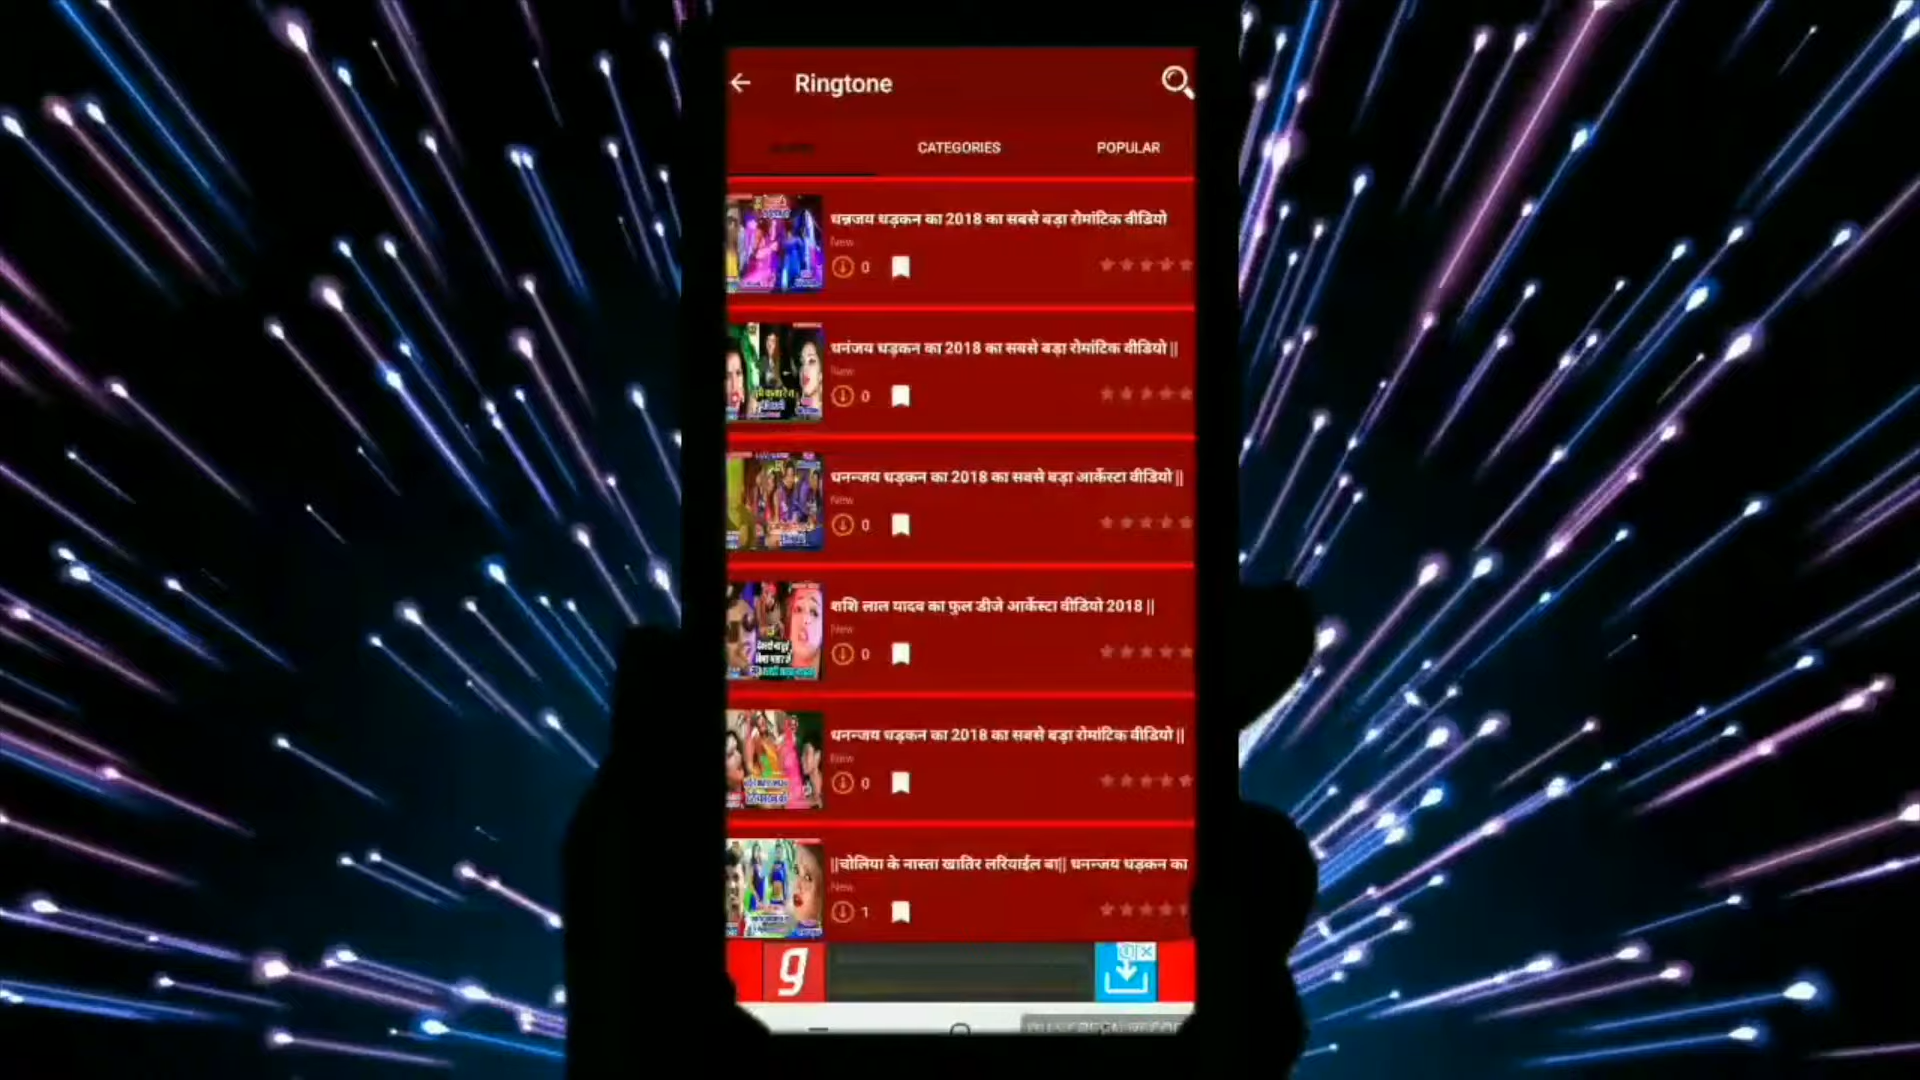 Ringtone
CATEGORIES
POPULAR
धन्नजय धड़कन का 2018 का सबसे बड़ा रोमांटिक वीडियो
New
0
धनंजय धड़कन का 2018 का सबसे बड़ा रोमांटिक वीडियो ||
New
0
धनन्जय धड़कन का 2018 का सबसे बड़ा आर्केस्टा वीडियो ||
New
0
शशि लाल यादव का फुल डीजे आर्केस्टा वीडियो 2018 ||
New
0
धनन्जय धड़कन का 2018 का सबसे बड़ा रोमांटिक वीडियो ||
New
0
||चोलिया के नास्ता खातिर लरियाईल बा|| धनन्जय धड़कन का
New
1
g